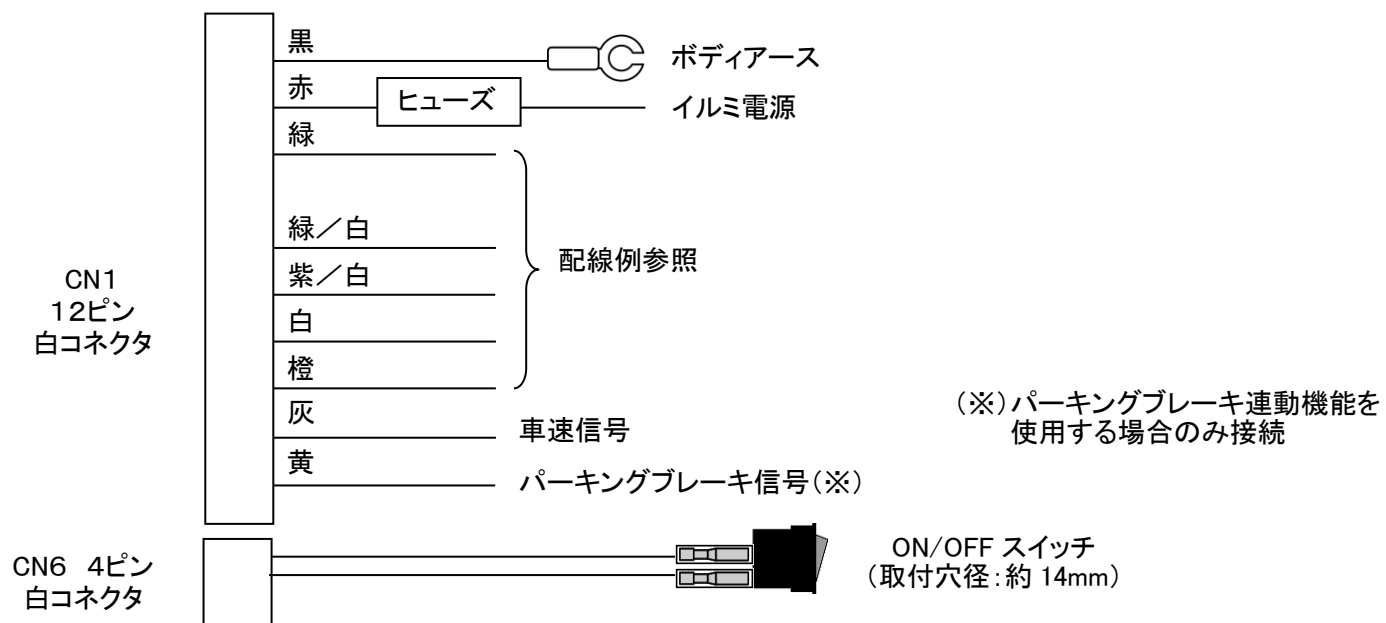 黒
ボディアース
赤
ヒューズ
イルミ電源
緑
緑／白
配線例参照
紫／白
CN1
12ピン
白コネクタ
白
橙
灰
車速信号
（※）パーキングブレーキ連動機能を
使用する場合のみ接続
黄
パーキングブレーキ信号（※）
CN6 4ピン
白コネクタ
ON/OFF スイッチ
（取付穴径：約 14mm）